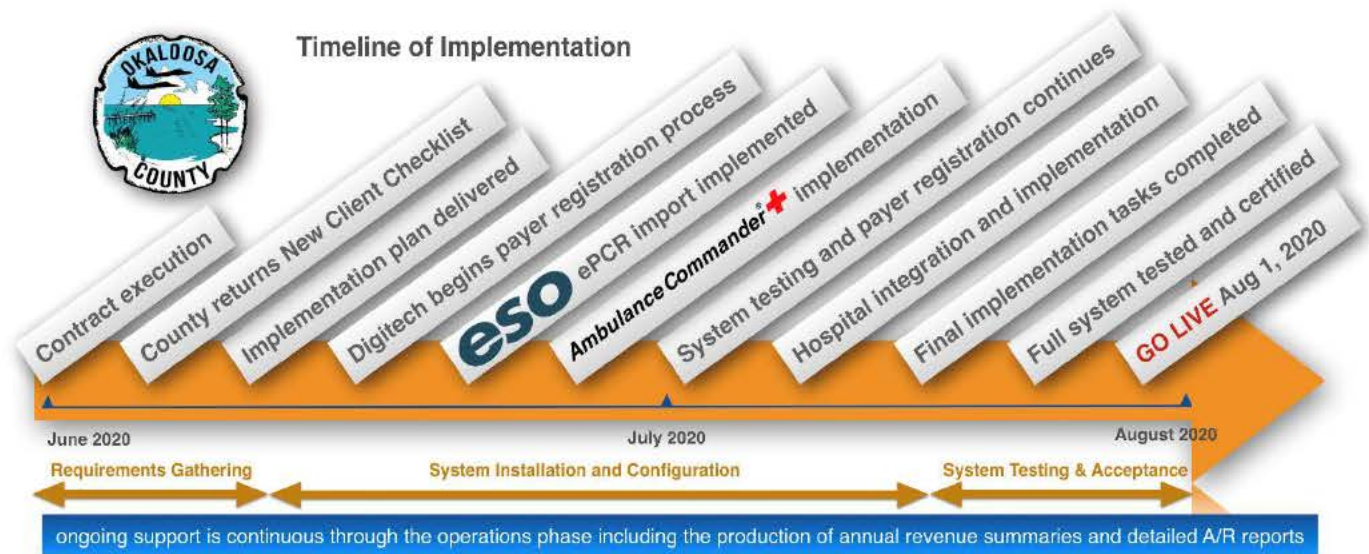 OKALOOSA
COUNTY
Timeline of Implementation
Contract execution
County returns New Client Checklist
Implementation plan delivered
Digitech begins payer registration process
eso ePCR import implemented
Ambulance Commander® implementation
System testing and payer registration continues
Hospital integration and implementation
Final implementation tasks completed
Full system tested and certified
GO LIVE Aug 1, 2020
June 2020
July 2020
August 2020
Requirements Gathering
System Installation and Configuration
System Testing & Acceptance
ongoing support is continuous through the operations phase including the production of annual revenue summaries and detailed A/R reports